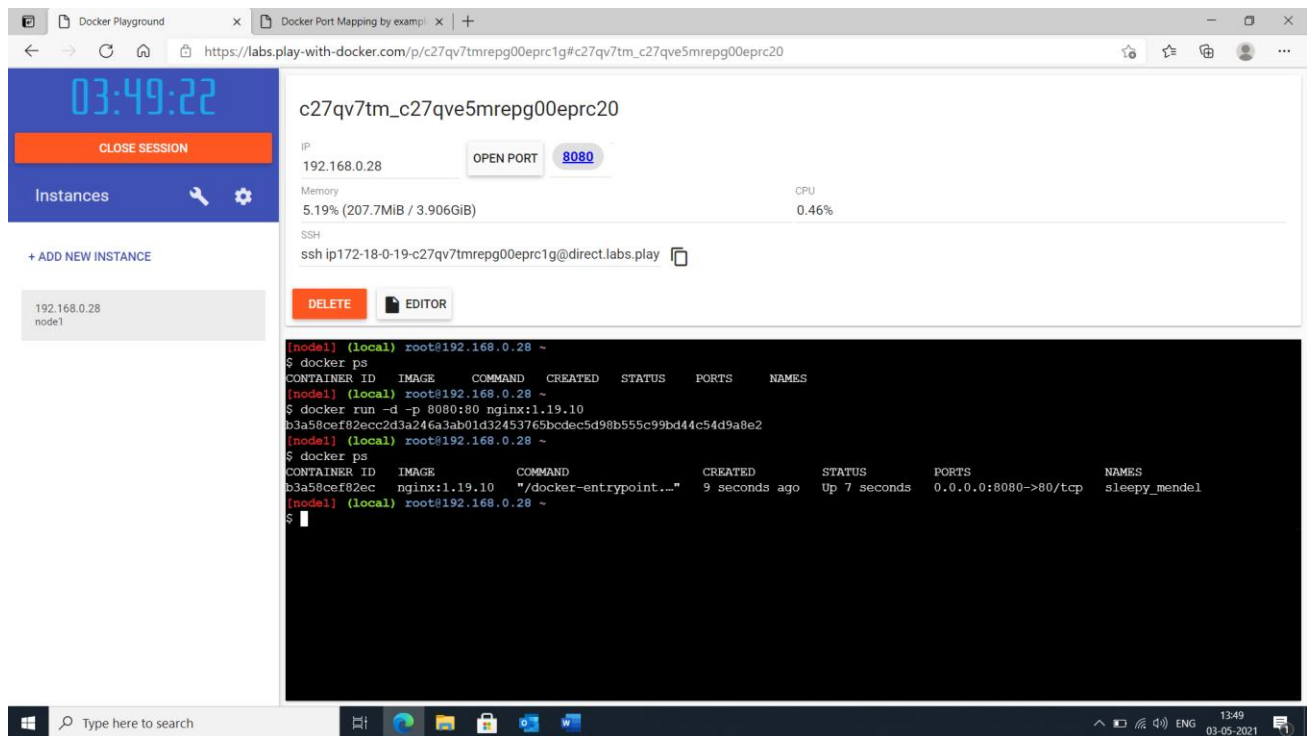 Docker Playground
Docker Port Mapping by exampl
https://labs.play-with-docker.com/p/c27qv7tmrepg00eprc1g#c27qv7tm_c27qve5mrepg00eprc20
03:49:22
CLOSE SESSION
Instances
+ ADD NEW INSTANCE
192.168.0.28
node1
c27qv7tm_c27qve5mrepg00eprc20
IP
192.168.0.28
OPEN PORT
8080
Memory
5.19% (207.7MiB / 3.906GiB)
CPU
0.46%
SSH
ssh ip172-18-0-19-c27qv7tmrepg00eprc1g@direct.labs.play
DELETE
EDITOR
[node1] (local) root@192.168.0.28 ~
$ docker ps
CONTAINER ID IMAGE COMMAND CREATED STATUS PORTS NAMES
[node1] (local) root@192.168.0.28 ~
$ docker run -d -p 8080:80 nginx:1.19.10
b3a58cef82ecc2d3a246a3ab01d32453765bcdec5d98b555c99bd44c54d9a8e2
[node1] (local) root@192.168.0.28 ~
$ docker ps
CONTAINER ID IMAGE COMMAND CREATED STATUS PORTS NAMES
b3a58cef82ec nginx:1.19.10 "/docker-entrypoint.…" 9 seconds ago Up 7 seconds 0.0.0.0:8080->80/tcp sleepy_mendel
[node1] (local) root@192.168.0.28 ~
$
Type here to search
ENG
13:49
03-05-2021